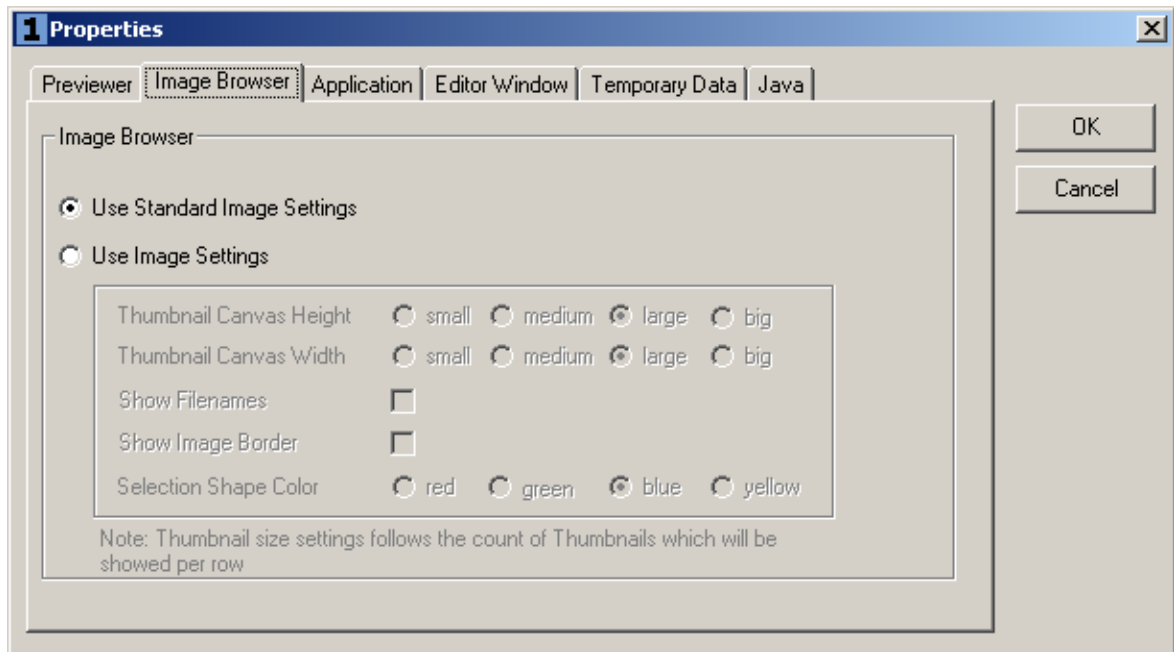 1 Properties
Previewer Image Browser Application Editor Window Temporary Data Java
Image Browser
OK
Cancel
Use Standard Image Settings
Use Image Settings
Thumbnail Canvas Height small medium large big
Thumbnail Canvas Width small medium large big
Show Filenames
Show Image Border
Selection Shape Color red green blue yellow
Note: Thumbnail size settings follows the count of Thumbnails which will be
showed per row